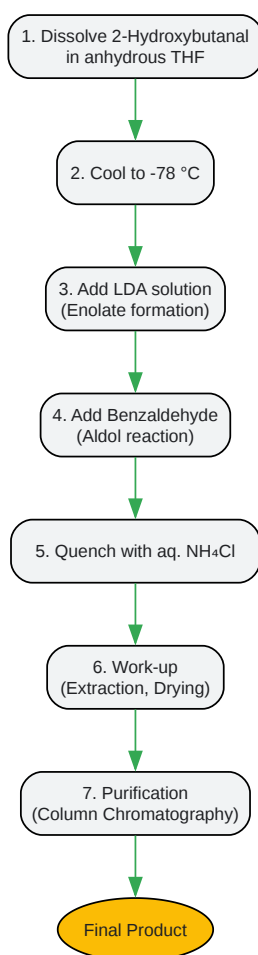 1. Dissolve 2-Hydroxybutanal
in anhydrous THF
2. Cool to -78 °C
3. Add LDA solution
(Enolate formation)
4. Add Benzaldehyde
(Aldol reaction)
5. Quench with aq. NH₄Cl
6. Work-up
(Extraction, Drying)
7. Purification
(Column Chromatography)
Final Product